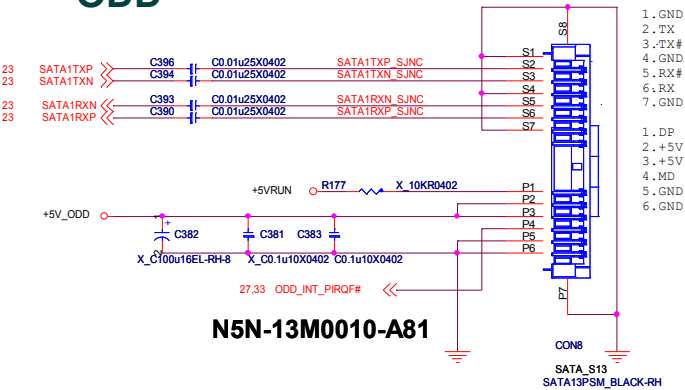 ODD
23 SATA1TXP C396 C0.01u25X0402 SATA1TXP_SJNC
23 SATA1TXN C394 C0.01u25X0402 SATA1TXN_SJNC
23 SATA1RXN C393 C0.01u25X0402 SATA1RXN_SJNC
23 SATA1RXP C390 C0.01u25X0402 SATA1RXP_SJNC
S8
S1
S2
S3
S4
S5
S6
S7
1.GND
2.TX
3.TX#
4.GND
5.RX#
6.RX
7.GND
1.DP
2.+5V
3.+5V
4.MD
5.GND
6.GND
+5VRUN R177 X_10KR0402
P1
P2
P3
P4
P5
P6
P7
+5V_ODD
1
+
2
C382 C381 C383
X_C100u16EL-RH-8 X_C0.1u10X0402 C0.1u10X0402
27,33 ODD_INT_PIRQF#
N5N-13M0010-A81
CON8
SATA_S13
SATA13PSM_BLACK-RH